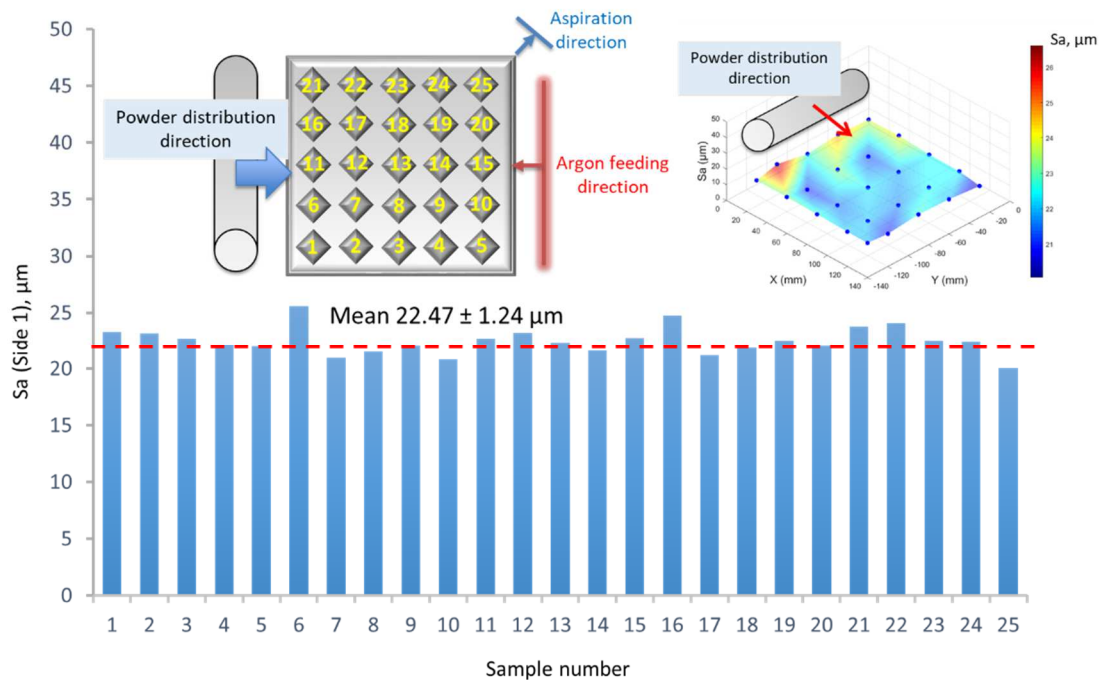 50
45
40
35
30
25
20
15
10
5
0
Sa (Side 1), µm
Aspiration
direction
Powder distribution
direction
21 22 23 24 25
16 17 18 19 20
11 12 13 14 15
6 7 8 9 10
1 2 3 4 5
Argon feeding
direction
Powder distribution
direction
Sa, µm
26
25
24
23
22
21
Sa (µm)
50
40
30
20
10
0
0
20
40
60
80
100
120
140
X (mm)
0
-20
-40
-60
-80
-100
-120
-140
Y (mm)
Mean 22.47 ± 1.24 µm
1 2 3 4 5 6 7 8 9 10 11 12 13 14 15 16 17 18 19 20 21 22 23 24 25
Sample number